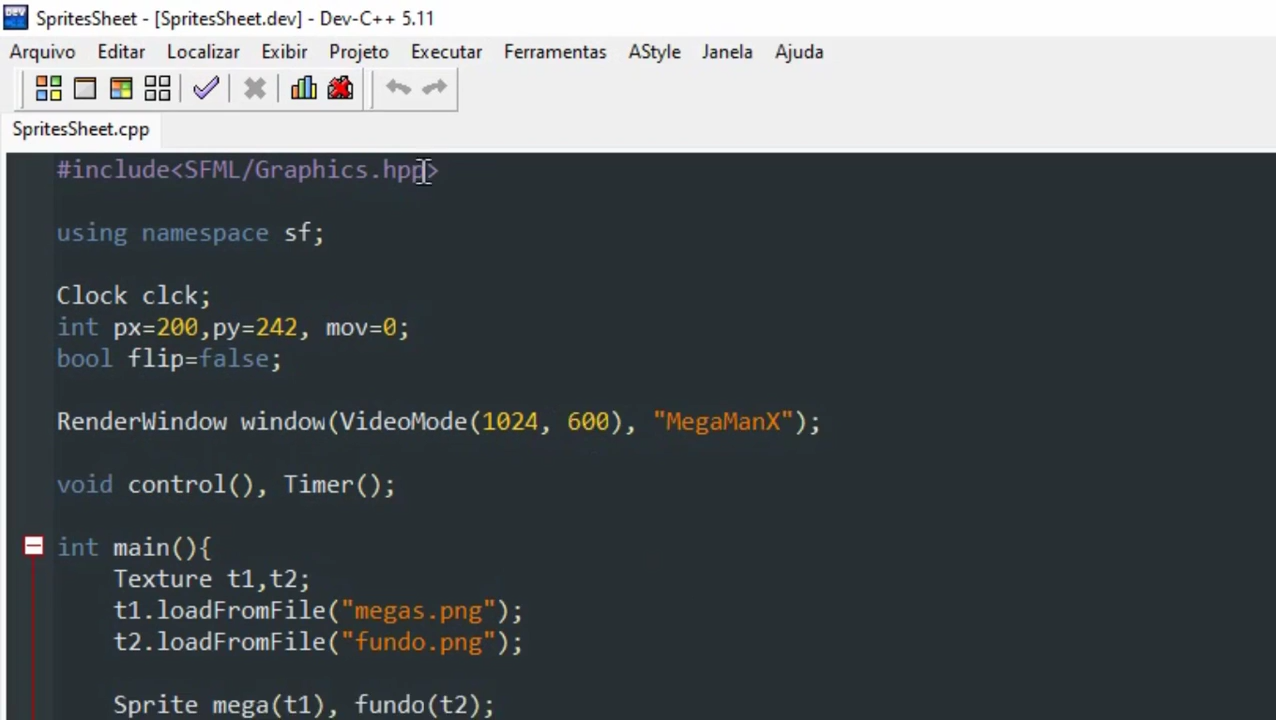 SpritesSheet - [SpritesSheet.dev] - Dev-C++ 5.11
Arquivo Editar Localizar Exibir Projeto Executar Ferramentas AStyle Janela Ajuda
SpritesSheet.cpp
#include<SFML/Graphics.hpp>
using namespace sf;
Clock clck;
int px=200,py=242, mov=0;
bool flip=false;
RenderWindow window(VideoMode(1024, 600), "MegaManX");
void control(), Timer();
int main(){
Texture t1,t2;
t1.loadFromFile("megas.png");
t2.loadFromFile("fundo.png");
Sprite mega(t1), fundo(t2);